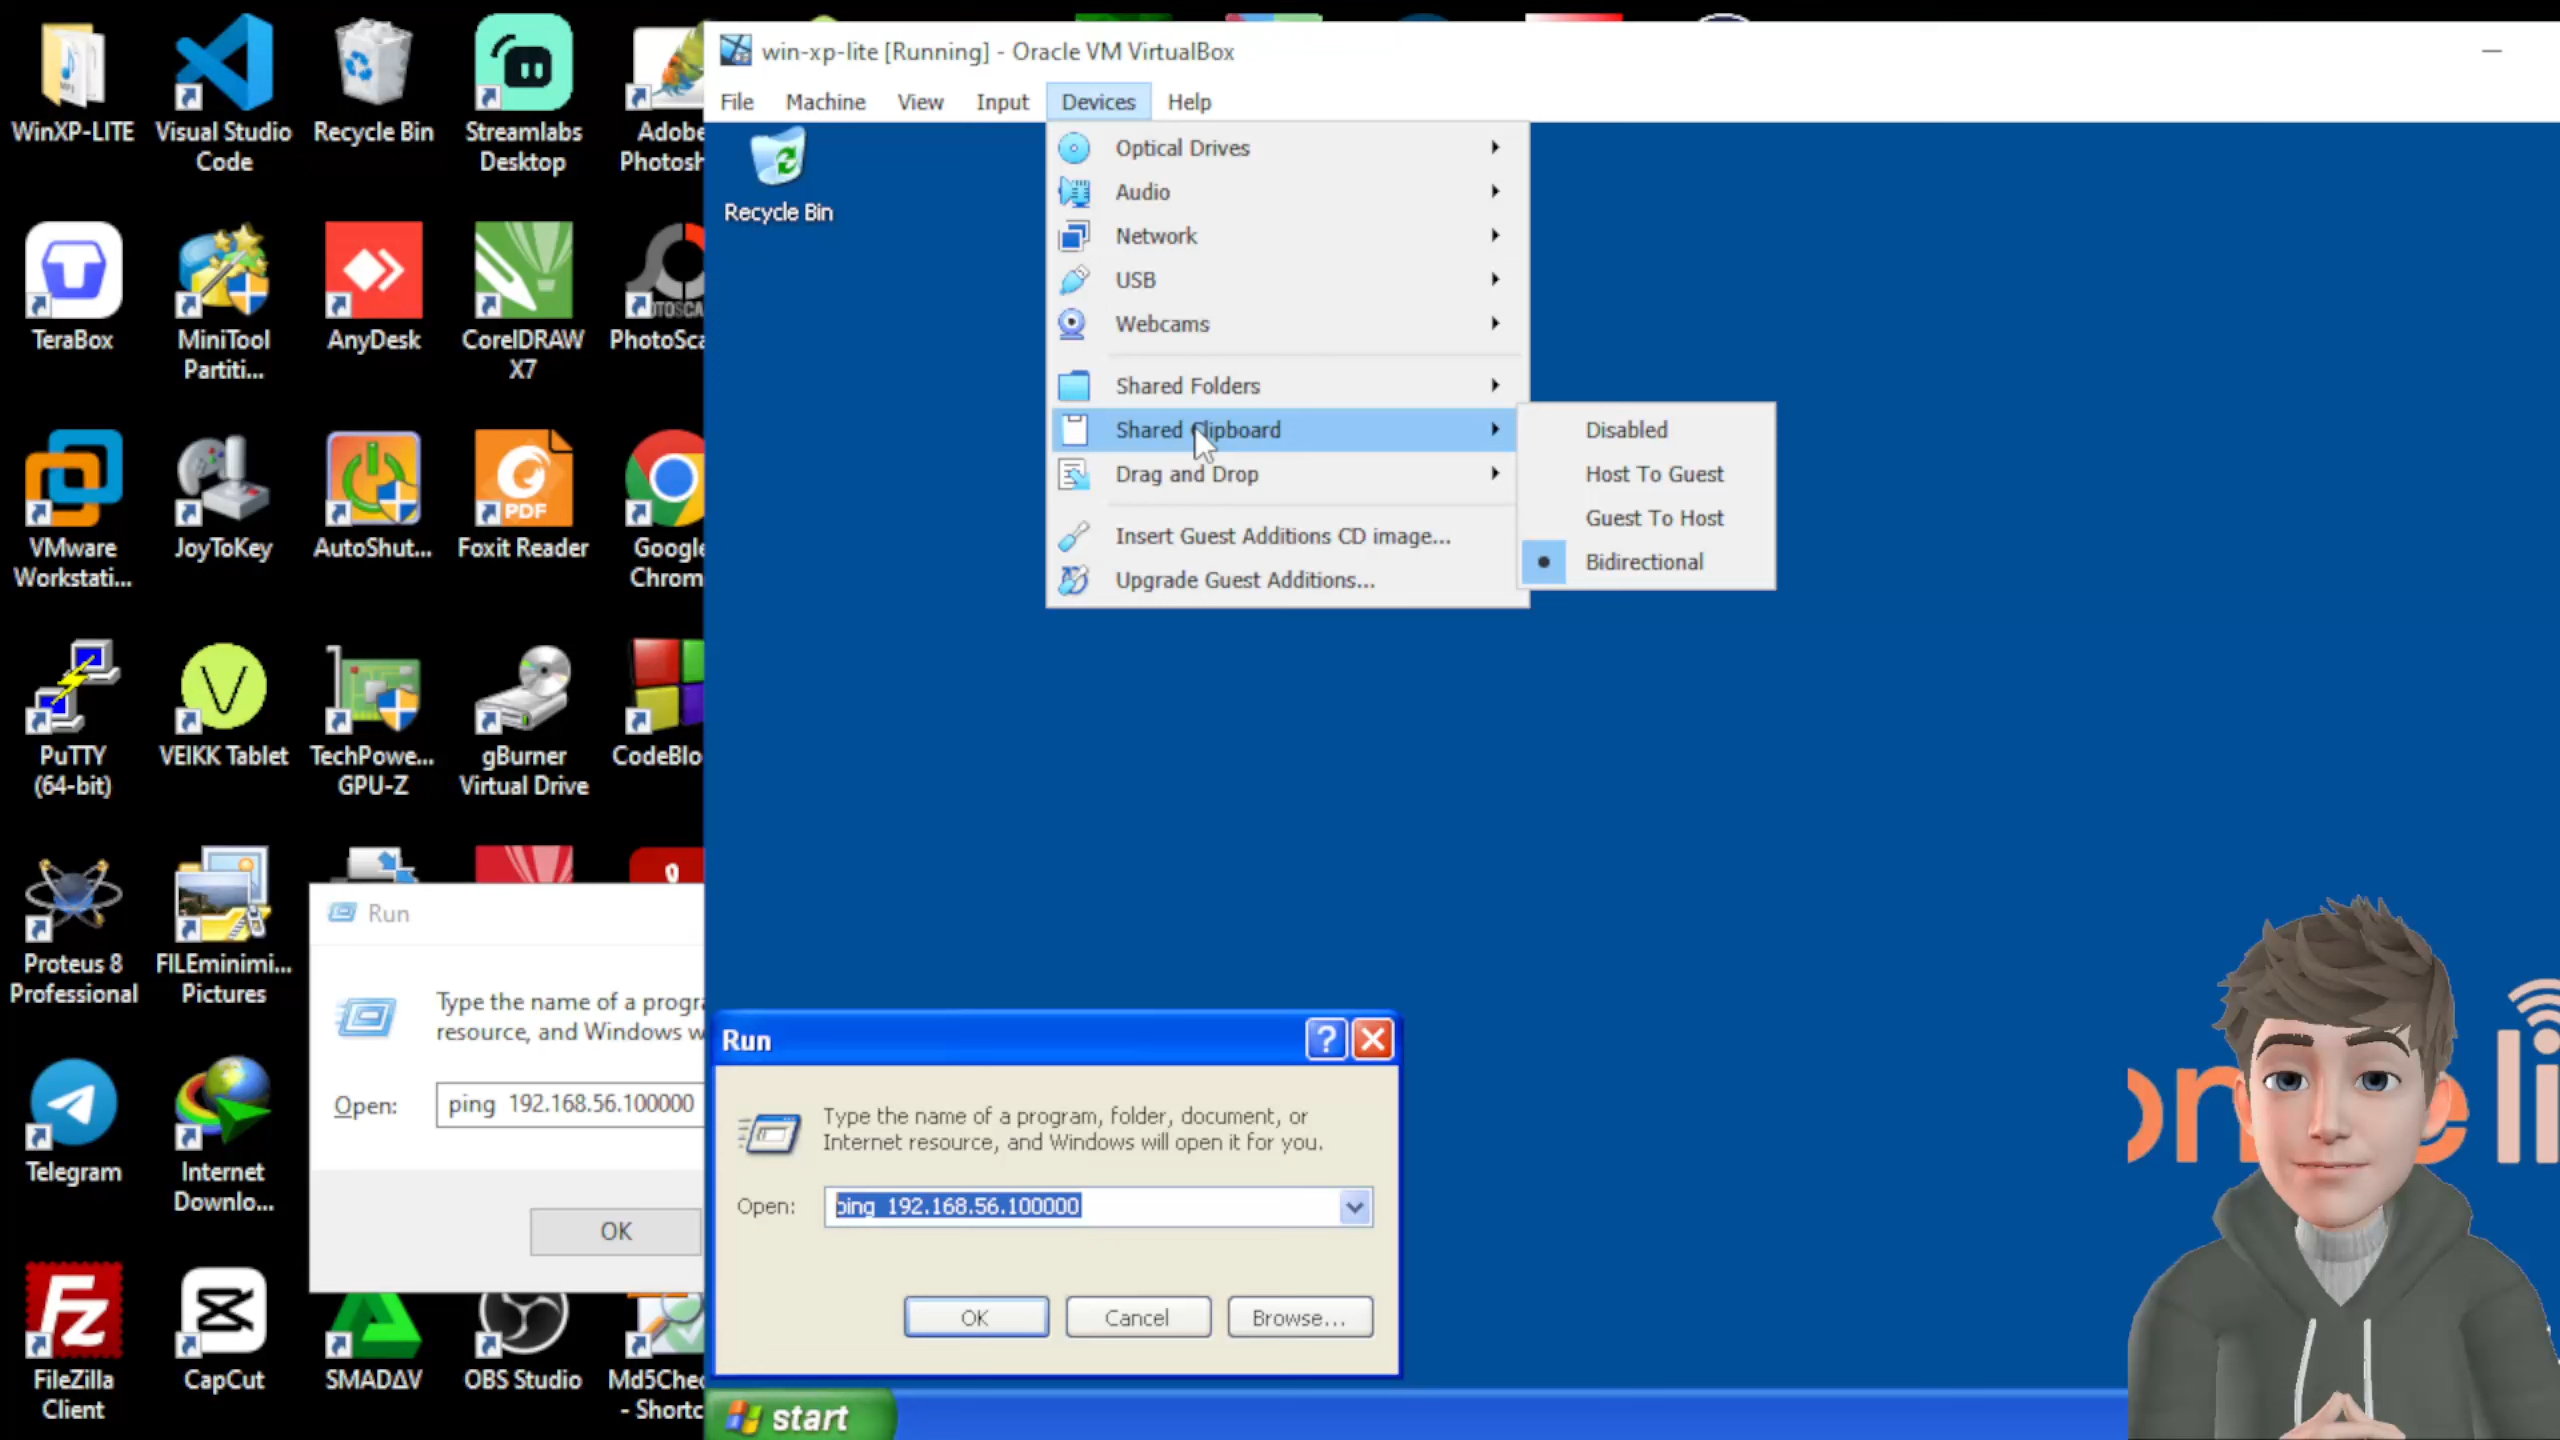 WinXP-LITE
Visual Studio
Code
Recycle Bin
Streamlabs
Desktop
Adobe
Photosh
TeraBox
MiniTool
Partiti...
AnyDesk
CorelDRAW
X7
PhotoSca
VMware
Workstati...
JoyToKey
AutoShut...
PDF
Foxit Reader
Google
Chrom
PuTTY
(64-bit)
VEIKK Tablet
TechPowe...
GPU-Z
gBurner
Virtual Drive
CodeBlo
Proteus 8
Professional
FILEminimi...
Pictures
Telegram
Internet
Downlo...
FileZilla
Client
CapCut
SMADΔV
OBS Studio
Md5Chec
- Shortc
Run
Type the name of a progra
resource, and Windows w
Open:
ping 192.168.56.100000
OK
win-xp-lite [Running] - Oracle VM VirtualBox
File
Machine
View
Input
Devices
Help
Recycle Bin
Optical Drives
Audio
Network
USB
Webcams
Shared Folders
Shared Clipboard
Drag and Drop
Insert Guest Additions CD image...
Upgrade Guest Additions...
Disabled
Host To Guest
Guest To Host
Bidirectional
Run
Type the name of a program, folder, document, or
Internet resource, and Windows will open it for you.
Open:
ping 192.168.56.100000
OK
Cancel
Browse...
start